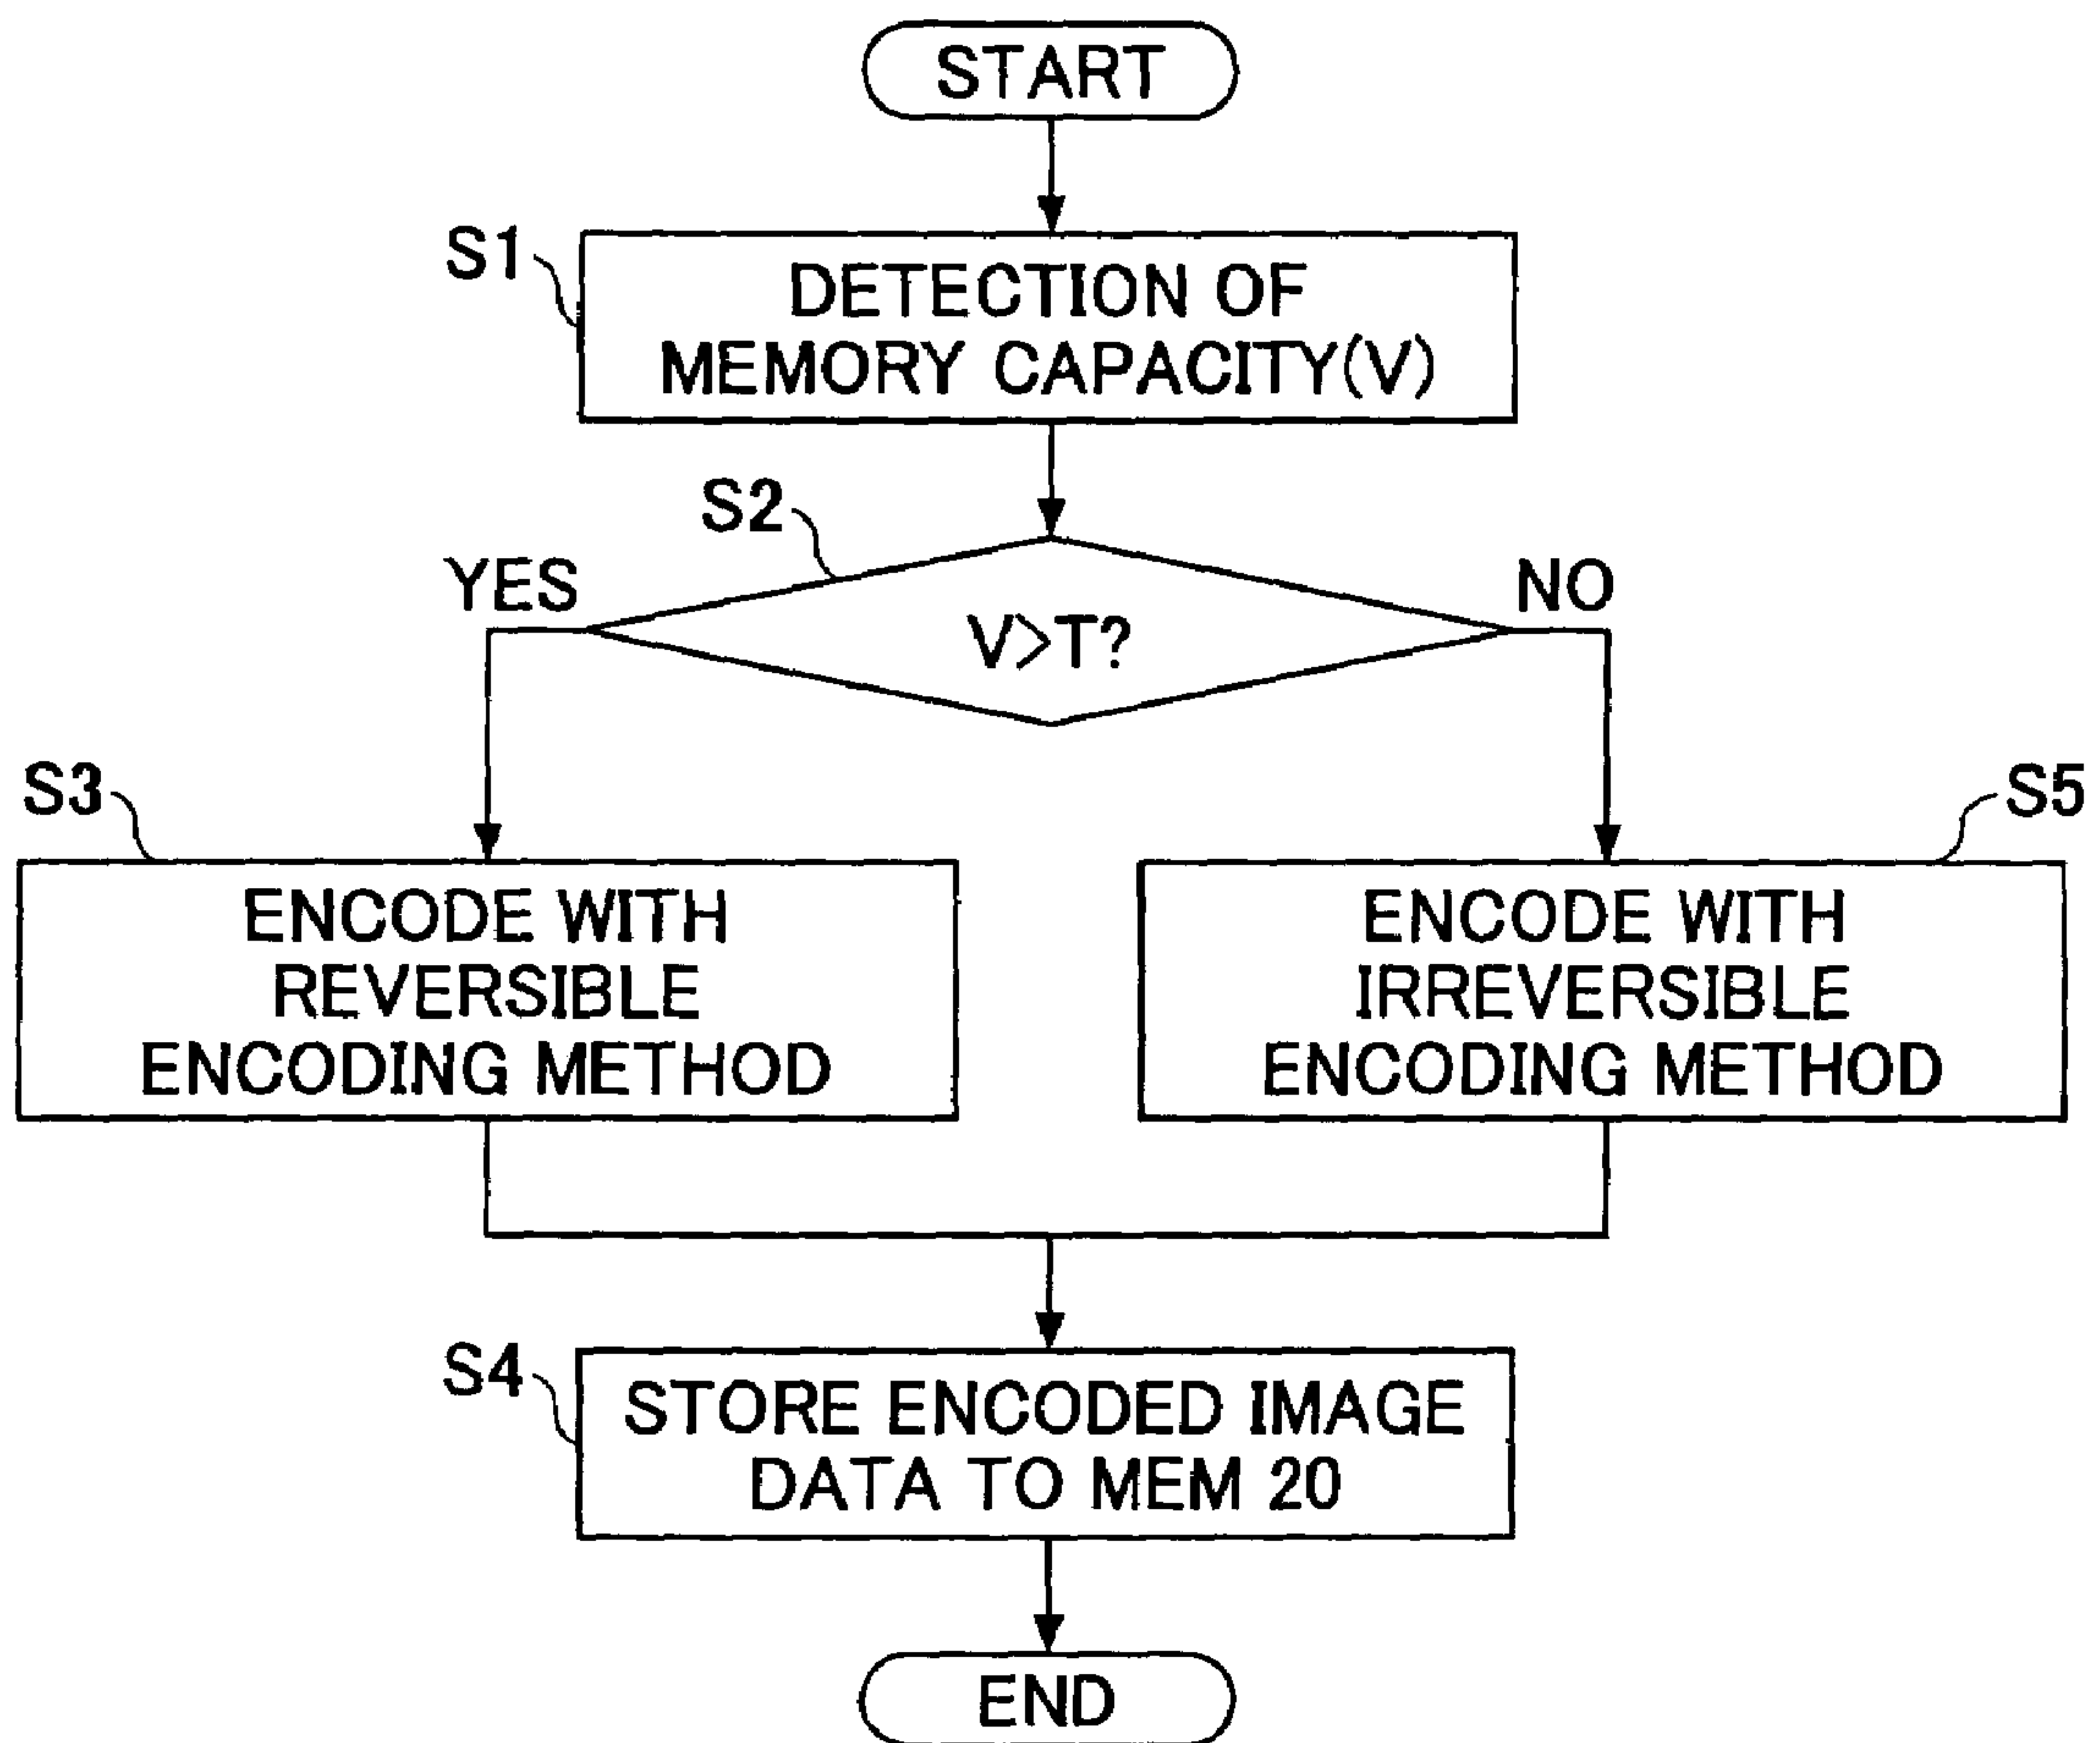 START
S1
DETECTION OF
MEMORY CAPACITY(V)
S2
YES
V>T?
NO
S3
ENCODE WITH
REVERSIBLE
ENCODING METHOD
S5
ENCODE WITH
IRREVERSIBLE
ENCODING METHOD
S4
STORE ENCODED IMAGE
DATA TO MEM 20
END